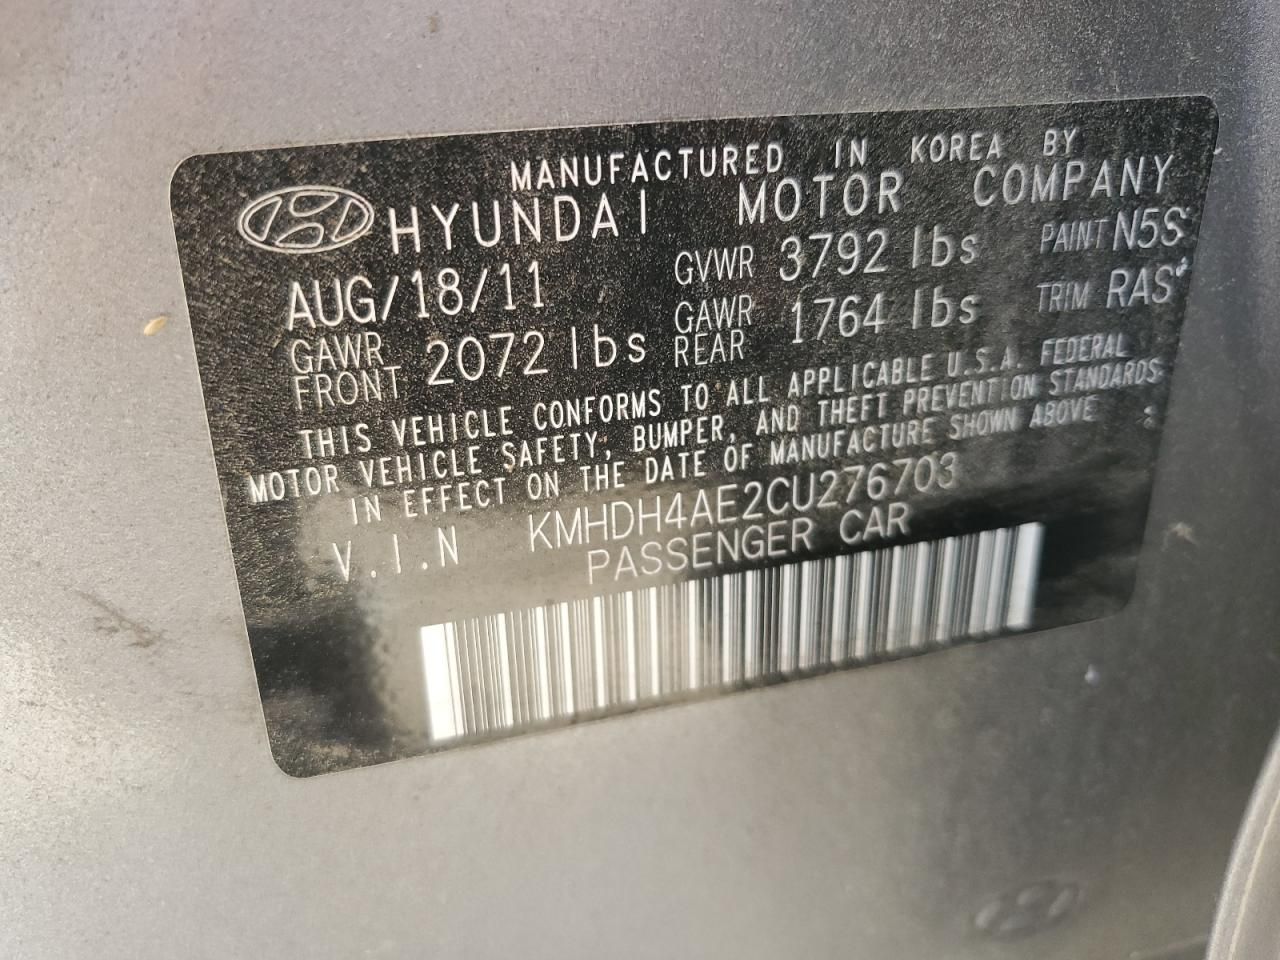 MANUFACTURED IN KOREA BY
HYUNDAI MOTOR COMPANY
AUG/18/11 GVWR 3792 lbs PAINT N5S
GAWR FRONT 2072 lbs GAWR REAR 1764 lbs TRIM RAS
THIS VEHICLE CONFORMS TO ALL APPLICABLE U.S.A. FEDERAL
MOTOR VEHICLE SAFETY, BUMPER, AND THEFT PREVENTION STANDARDS
IN EFFECT ON THE DATE OF MANUFACTURE SHOWN ABOVE
V.I.N KMHDH4AE2CU276703
PASSENGER CAR